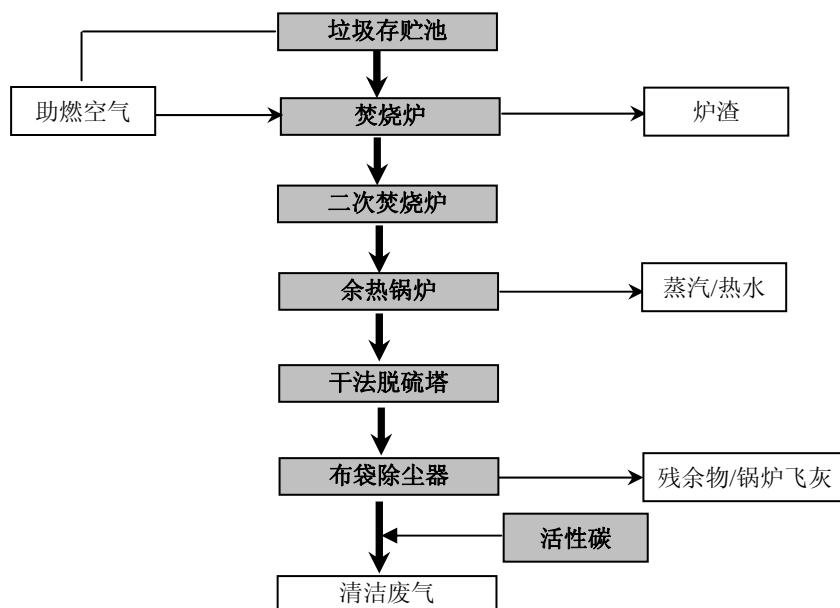 垃圾存贮池
助燃空气
焚烧炉
炉渣
二次焚烧炉
余热锅炉
蒸汽/热水
干法脱硫塔
布袋除尘器
残余物/锅炉飞灰
活性碳
清洁废气